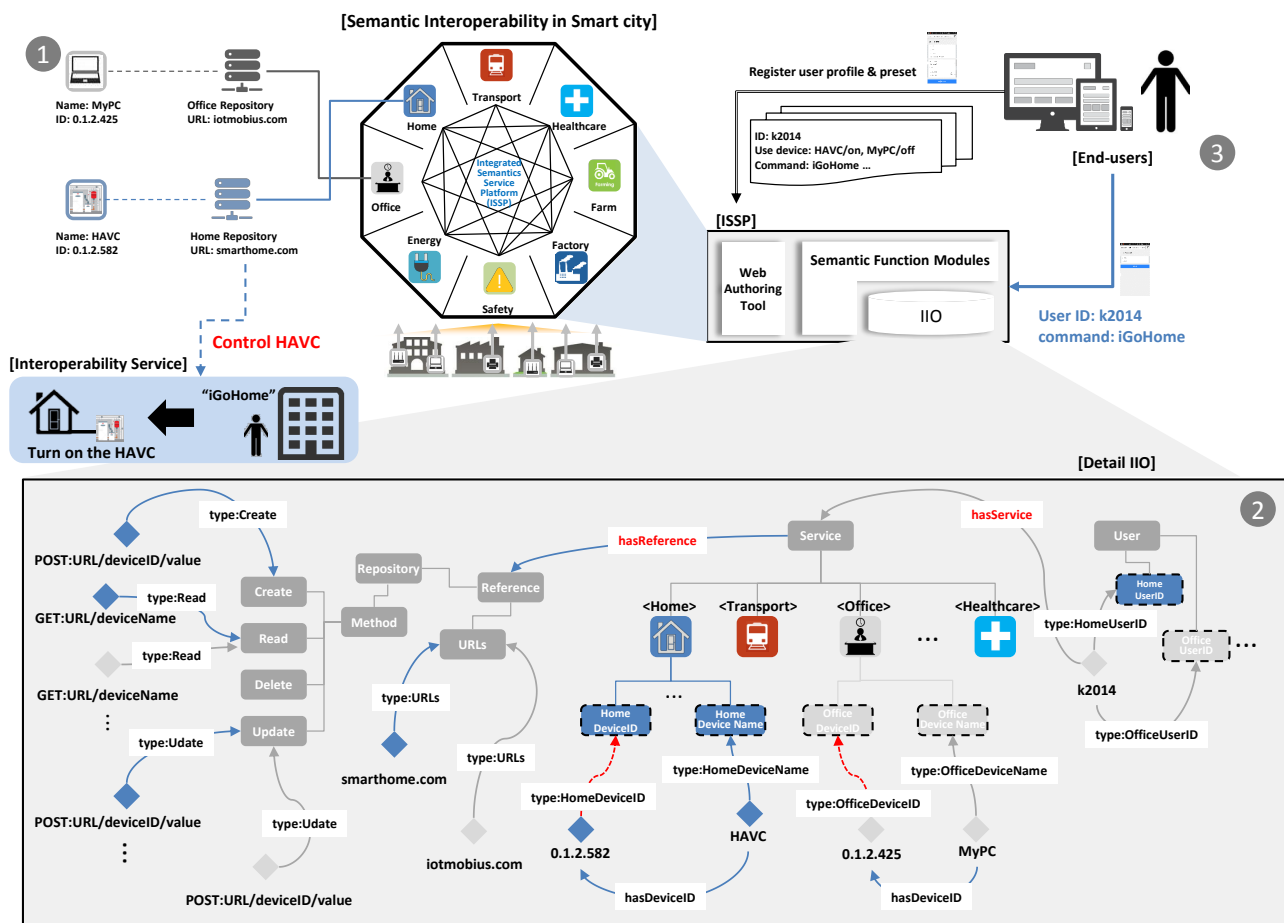 [Semantic Interoperability in Smart city]
1
Name: MyPC
ID: 0.1.2.425
Office Repository
URL: iotmobius.com
Name: HAVC
ID: 0.1.2.582
Home Repository
URL: smarthome.com
Transport
Home
Healthcare
Integrated
Semantics
Service
Platform
(ISSP)
Office
farming
Farm
Energy
Factory
Safety
Register user profile & preset
ID: k2014
Use device: HAVC/on, MyPC/off
Command: iGoHome ...
[End-users]
3
[ISSP]
Web
Authoring
Tool
Semantic Function Modules
IIO
User ID: k2014
command: iGoHome
Control HAVC
[Interoperability Service]
"iGoHome"
Turn on the HAVC
[Detail IIO]
2
type:Create
POST:URL/deviceID/value
type:Read
GET:URL/deviceName
type:Read
GET:URL/deviceName
⋮
type:Udate
POST:URL/deviceID/value
⋮
type:Udate
POST:URL/deviceID/value
Create
Read
Delete
Update
Method
Repository
Reference
URLs
type:URLs
smarthome.com
type:URLs
iotmobius.com
hasReference
Service
hasService
User
Home
UserID
Office
UserID
...
type:HomeUserID
k2014
type:OfficeUserID
<Home>
<Transport>
<Office>
...
<Healthcare>
...
Home
DeviceID
Home
Device Name
Office
DeviceID
Office
Device Name
type:HomeDeviceName
type:OfficeDeviceName
type:HomeDeviceID
type:OfficeDeviceID
0.1.2.582
HAVC
0.1.2.425
MyPC
hasDeviceID
hasDeviceID